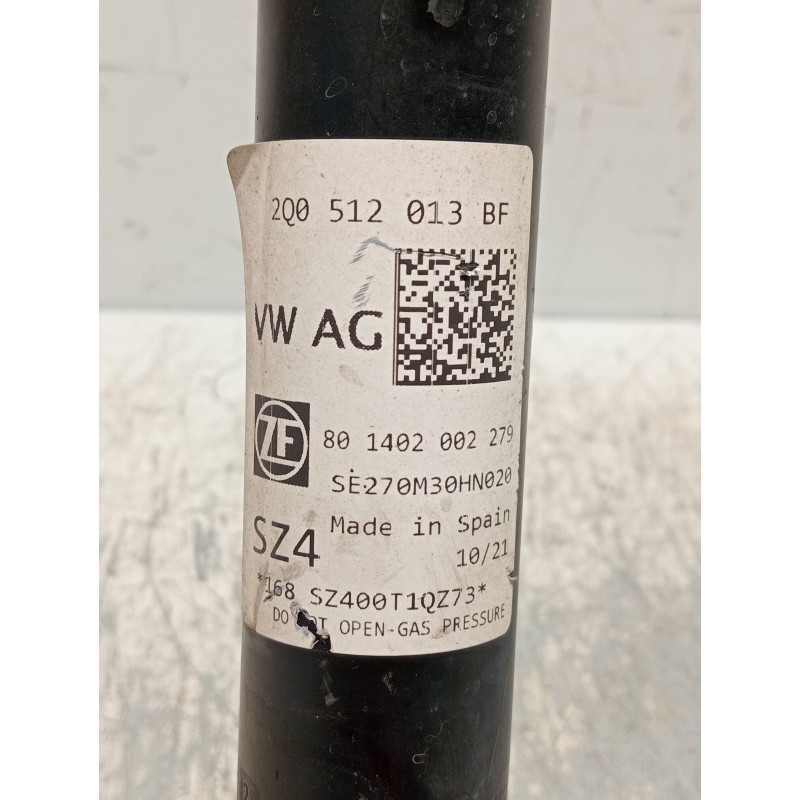 2Q0 512 013 BF
VW AG
ZF
80 1402 002 279
SE270M30HN020
SZ4
Made in Spain
10/21
*168 SZ400T1QZ73*
DO OPEN-GAS PRESSURE